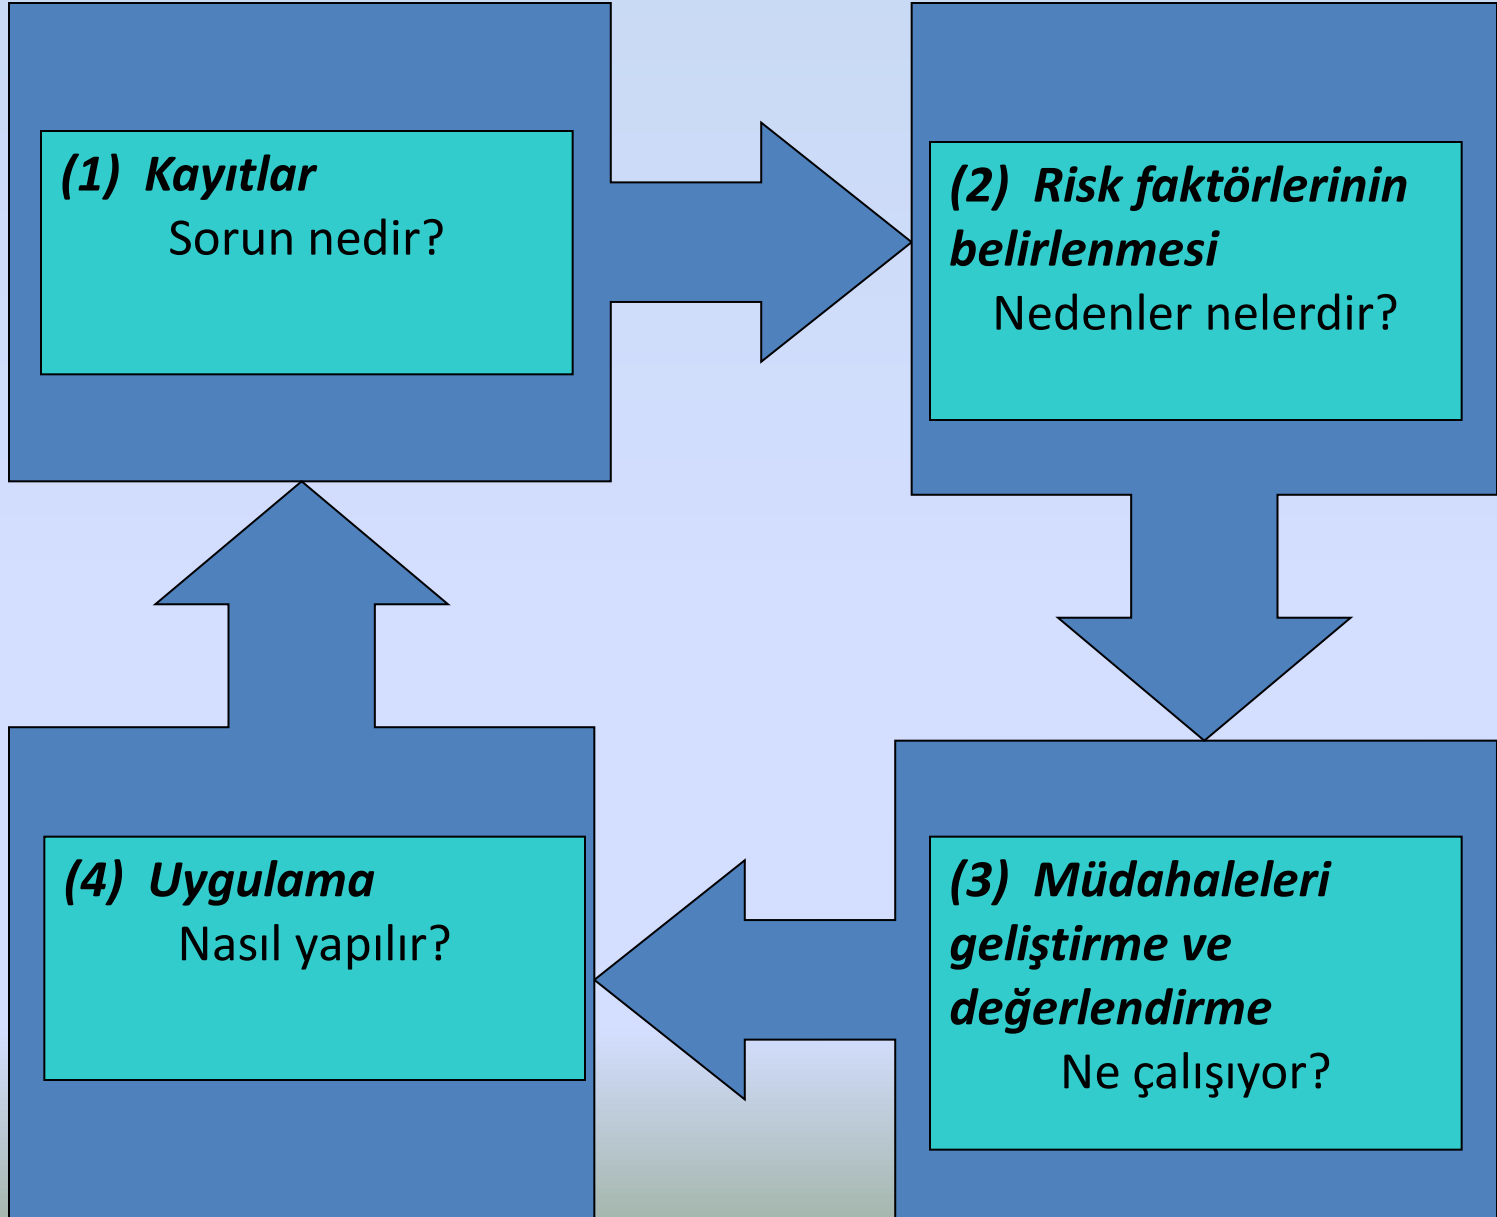 (1) Kayıtlar
Sorun nedir?
(2) Risk faktörlerinin
belirlenmesi
Nedenler nelerdir?
(3) Müdahaleleri
geliştirme ve
değerlendirme
Ne çalışıyor?
(4) Uygulama
Nasıl yapılır?